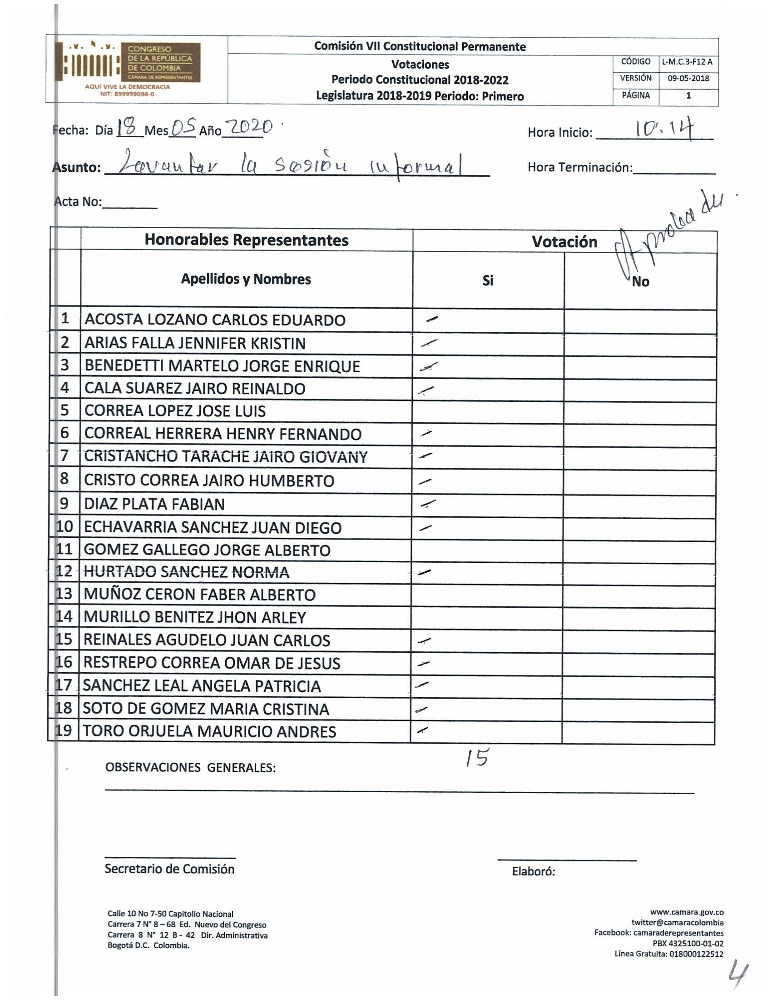 CONGRESO
DE LA REPÚBLICA
DE COLOMBIA
CÁMARA DE REPRESENTANTES
AQUÍ VIVE LA DEMOCRACIA
NIT: 899999098-0
Comisión VII Constitucional Permanente
Votaciones
Periodo Constitucional 2018-2022
Legislatura 2018-2019 Periodo: Primero
CÓDIGO L-M.C.3-F12 A
VERSIÓN 09-05-2018
PÁGINA 1
Fecha: Día 18 Mes 05 Año 2020. Hora Inicio: 10:14
Asunto: Levantar la sesión informal Hora Terminación:
Acta No:
Honorables Representantes Votación
Apellidos y Nombres Si No
1 ACOSTA LOZANO CARLOS EDUARDO
2 ARIAS FALLA JENNIFER KRISTIN
3 BENEDETTI MARTELO JORGE ENRIQUE
4 CALA SUAREZ JAIRO REINALDO
5 CORREA LOPEZ JOSE LUIS
6 CORREAL HERRERA HENRY FERNANDO
7 CRISTANCHO TARACHE JAIRO GIOVANY
8 CRISTO CORREA JAIRO HUMBERTO
9 DIAZ PLATA FABIAN
10 ECHAVARRIA SANCHEZ JUAN DIEGO
11 GOMEZ GALLEGO JORGE ALBERTO
12 HURTADO SANCHEZ NORMA
13 MUÑOZ CERON FABER ALBERTO
14 MURILLO BENITEZ JHON ARLEY
15 REINALES AGUDELO JUAN CARLOS
16 RESTREPO CORREA OMAR DE JESUS
17 SANCHEZ LEAL ANGELA PATRICIA
18 SOTO DE GOMEZ MARIA CRISTINA
19 TORO ORJUELA MAURICIO ANDRES
15
OBSERVACIONES GENERALES:
Secretario de Comisión
Elaboró:
Calle 10 No 7-50 Capitolio Nacional
Carrera 7 N° 8 – 68 Ed. Nuevo del Congreso
Carrera 8 N° 12 B - 42 Dir. Administrativa
Bogotá D.C. Colombia.
www.camara.gov.co
twitter@camaracolombia
Facebook: camaraderepresentantes
PBX 4325100-01-02
Línea Gratuita: 018000122512
4